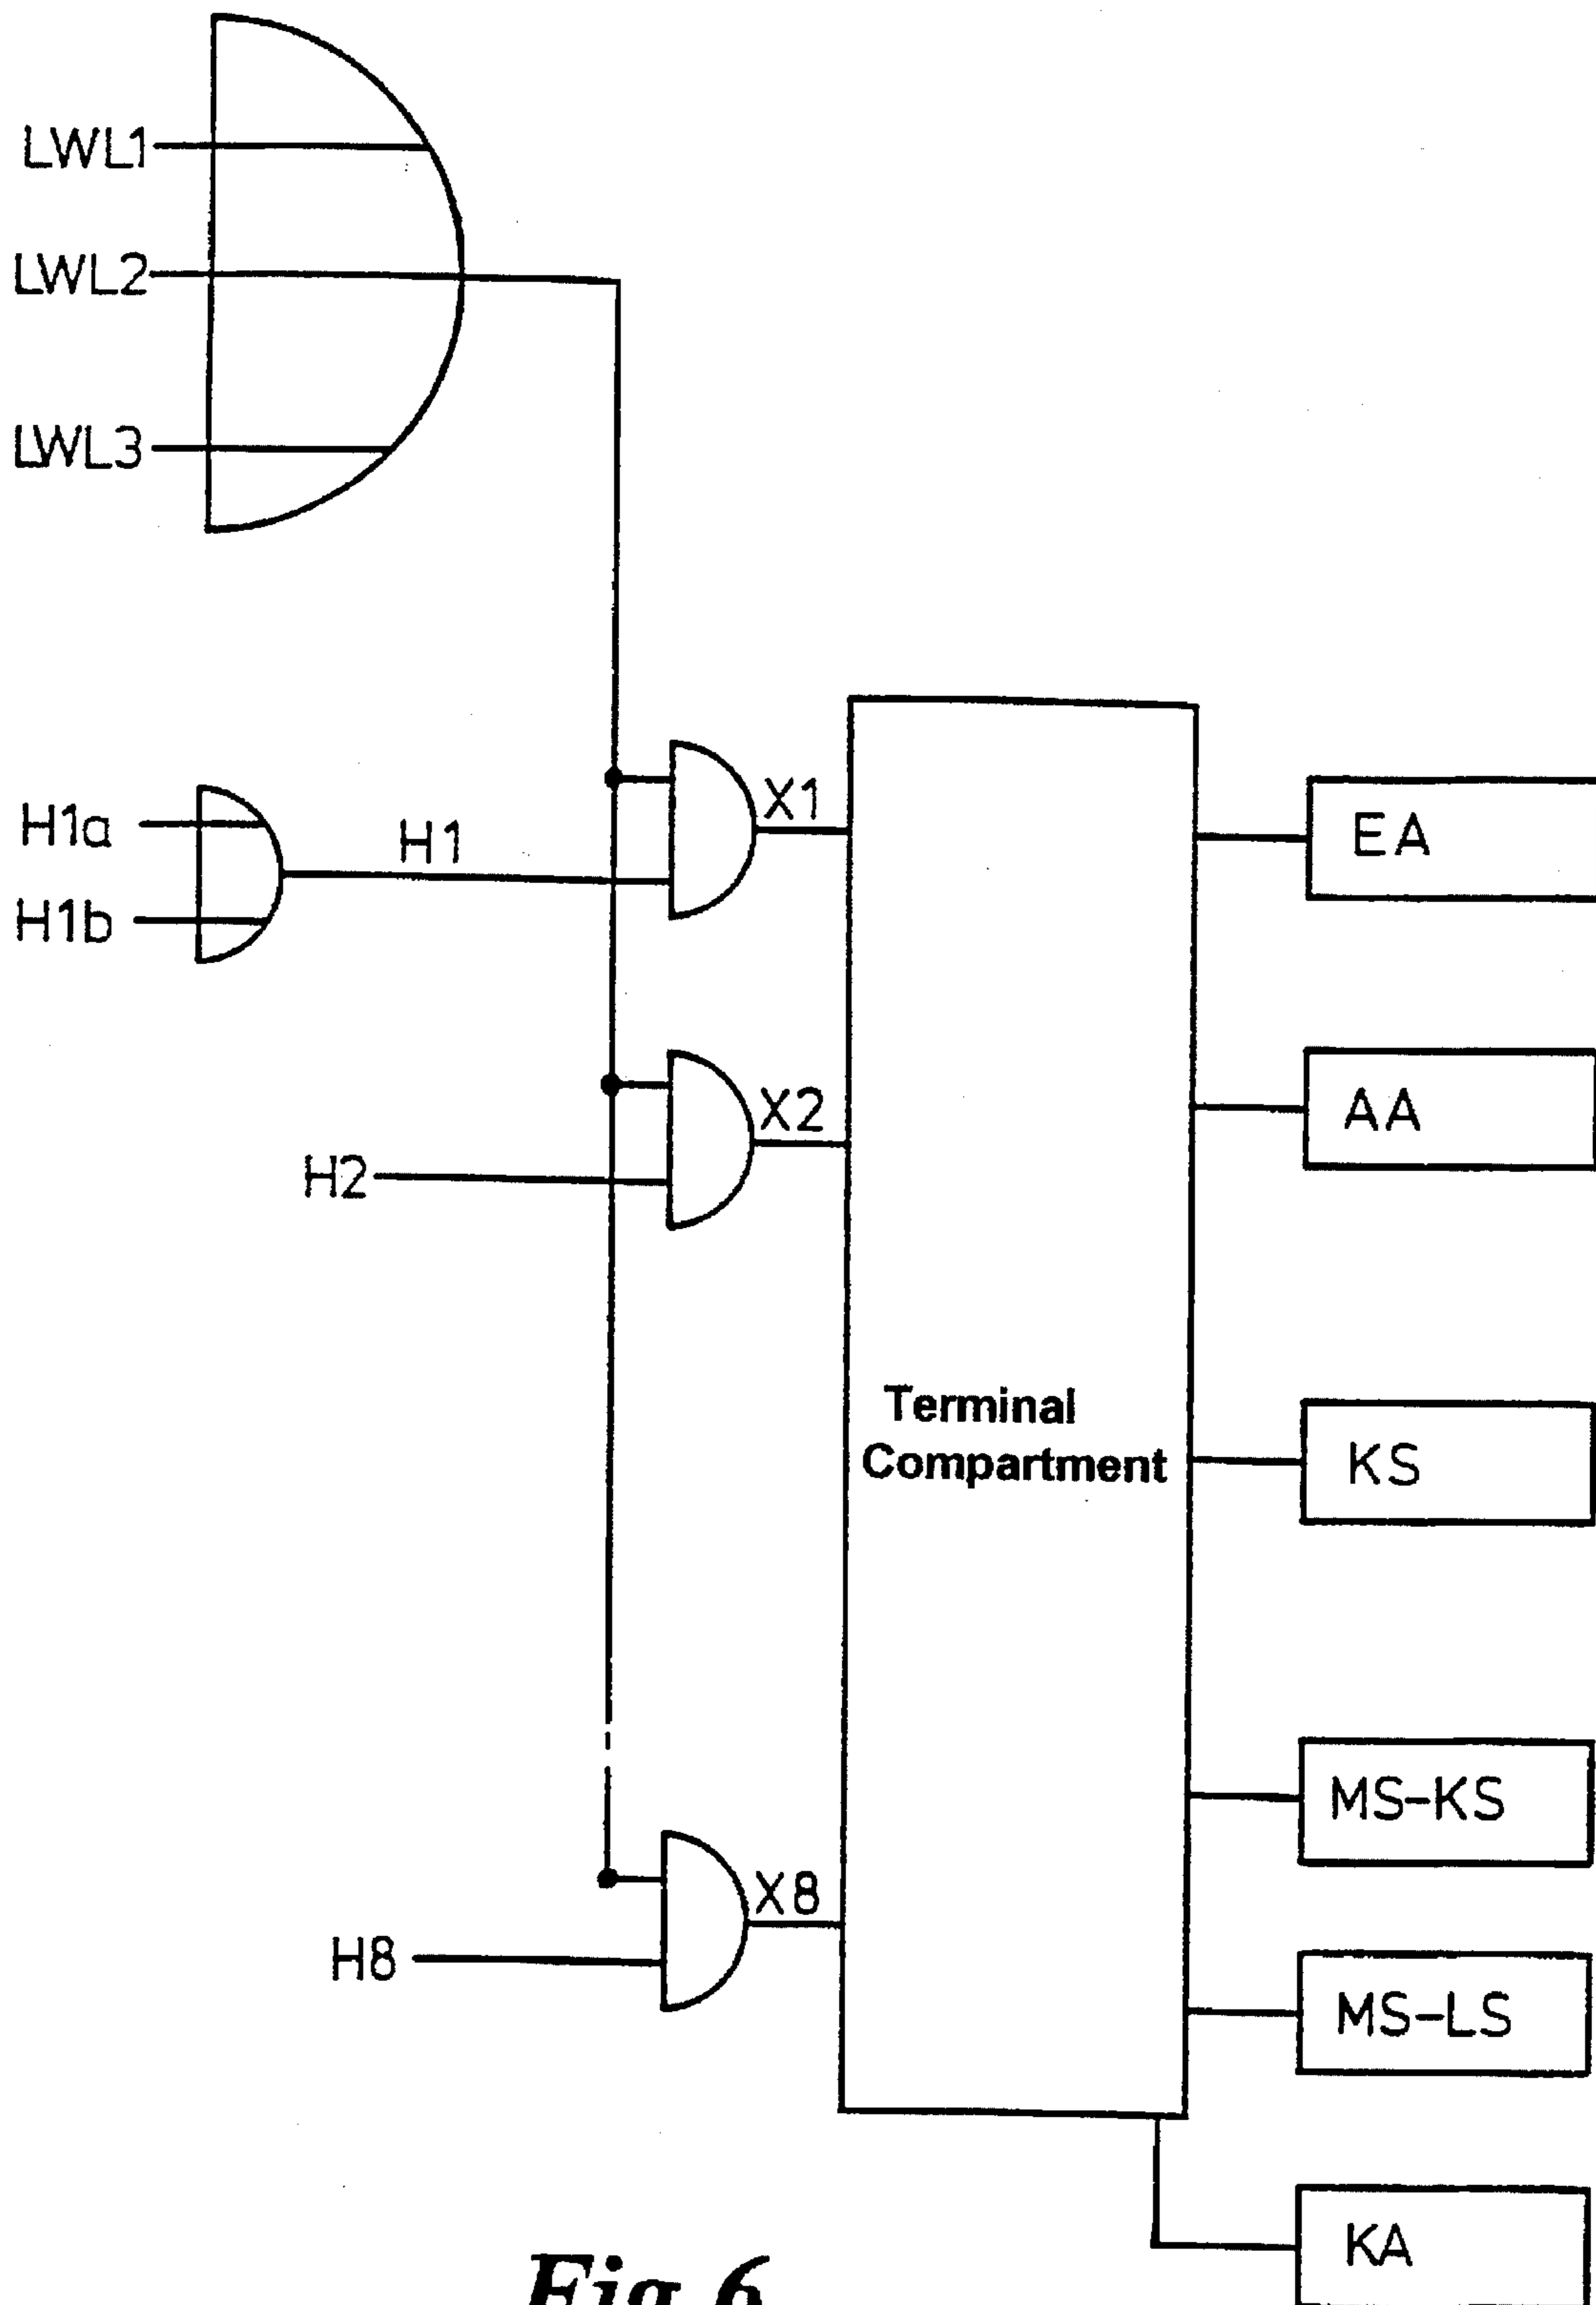 LWL1
LWL2
LWL3
H1a
H1b
H1
X1
EA
AA
X2
H2
Terminal
Compartment
KS
MS-KS
X8
H8
MS-LS
KA
Fig. 6